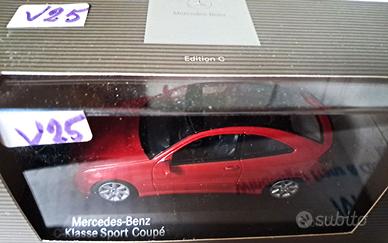 V25
Mercedes-Benz
Edition C
V25
Mercedes-Benz
C-Klasse Sport Coupé
subito